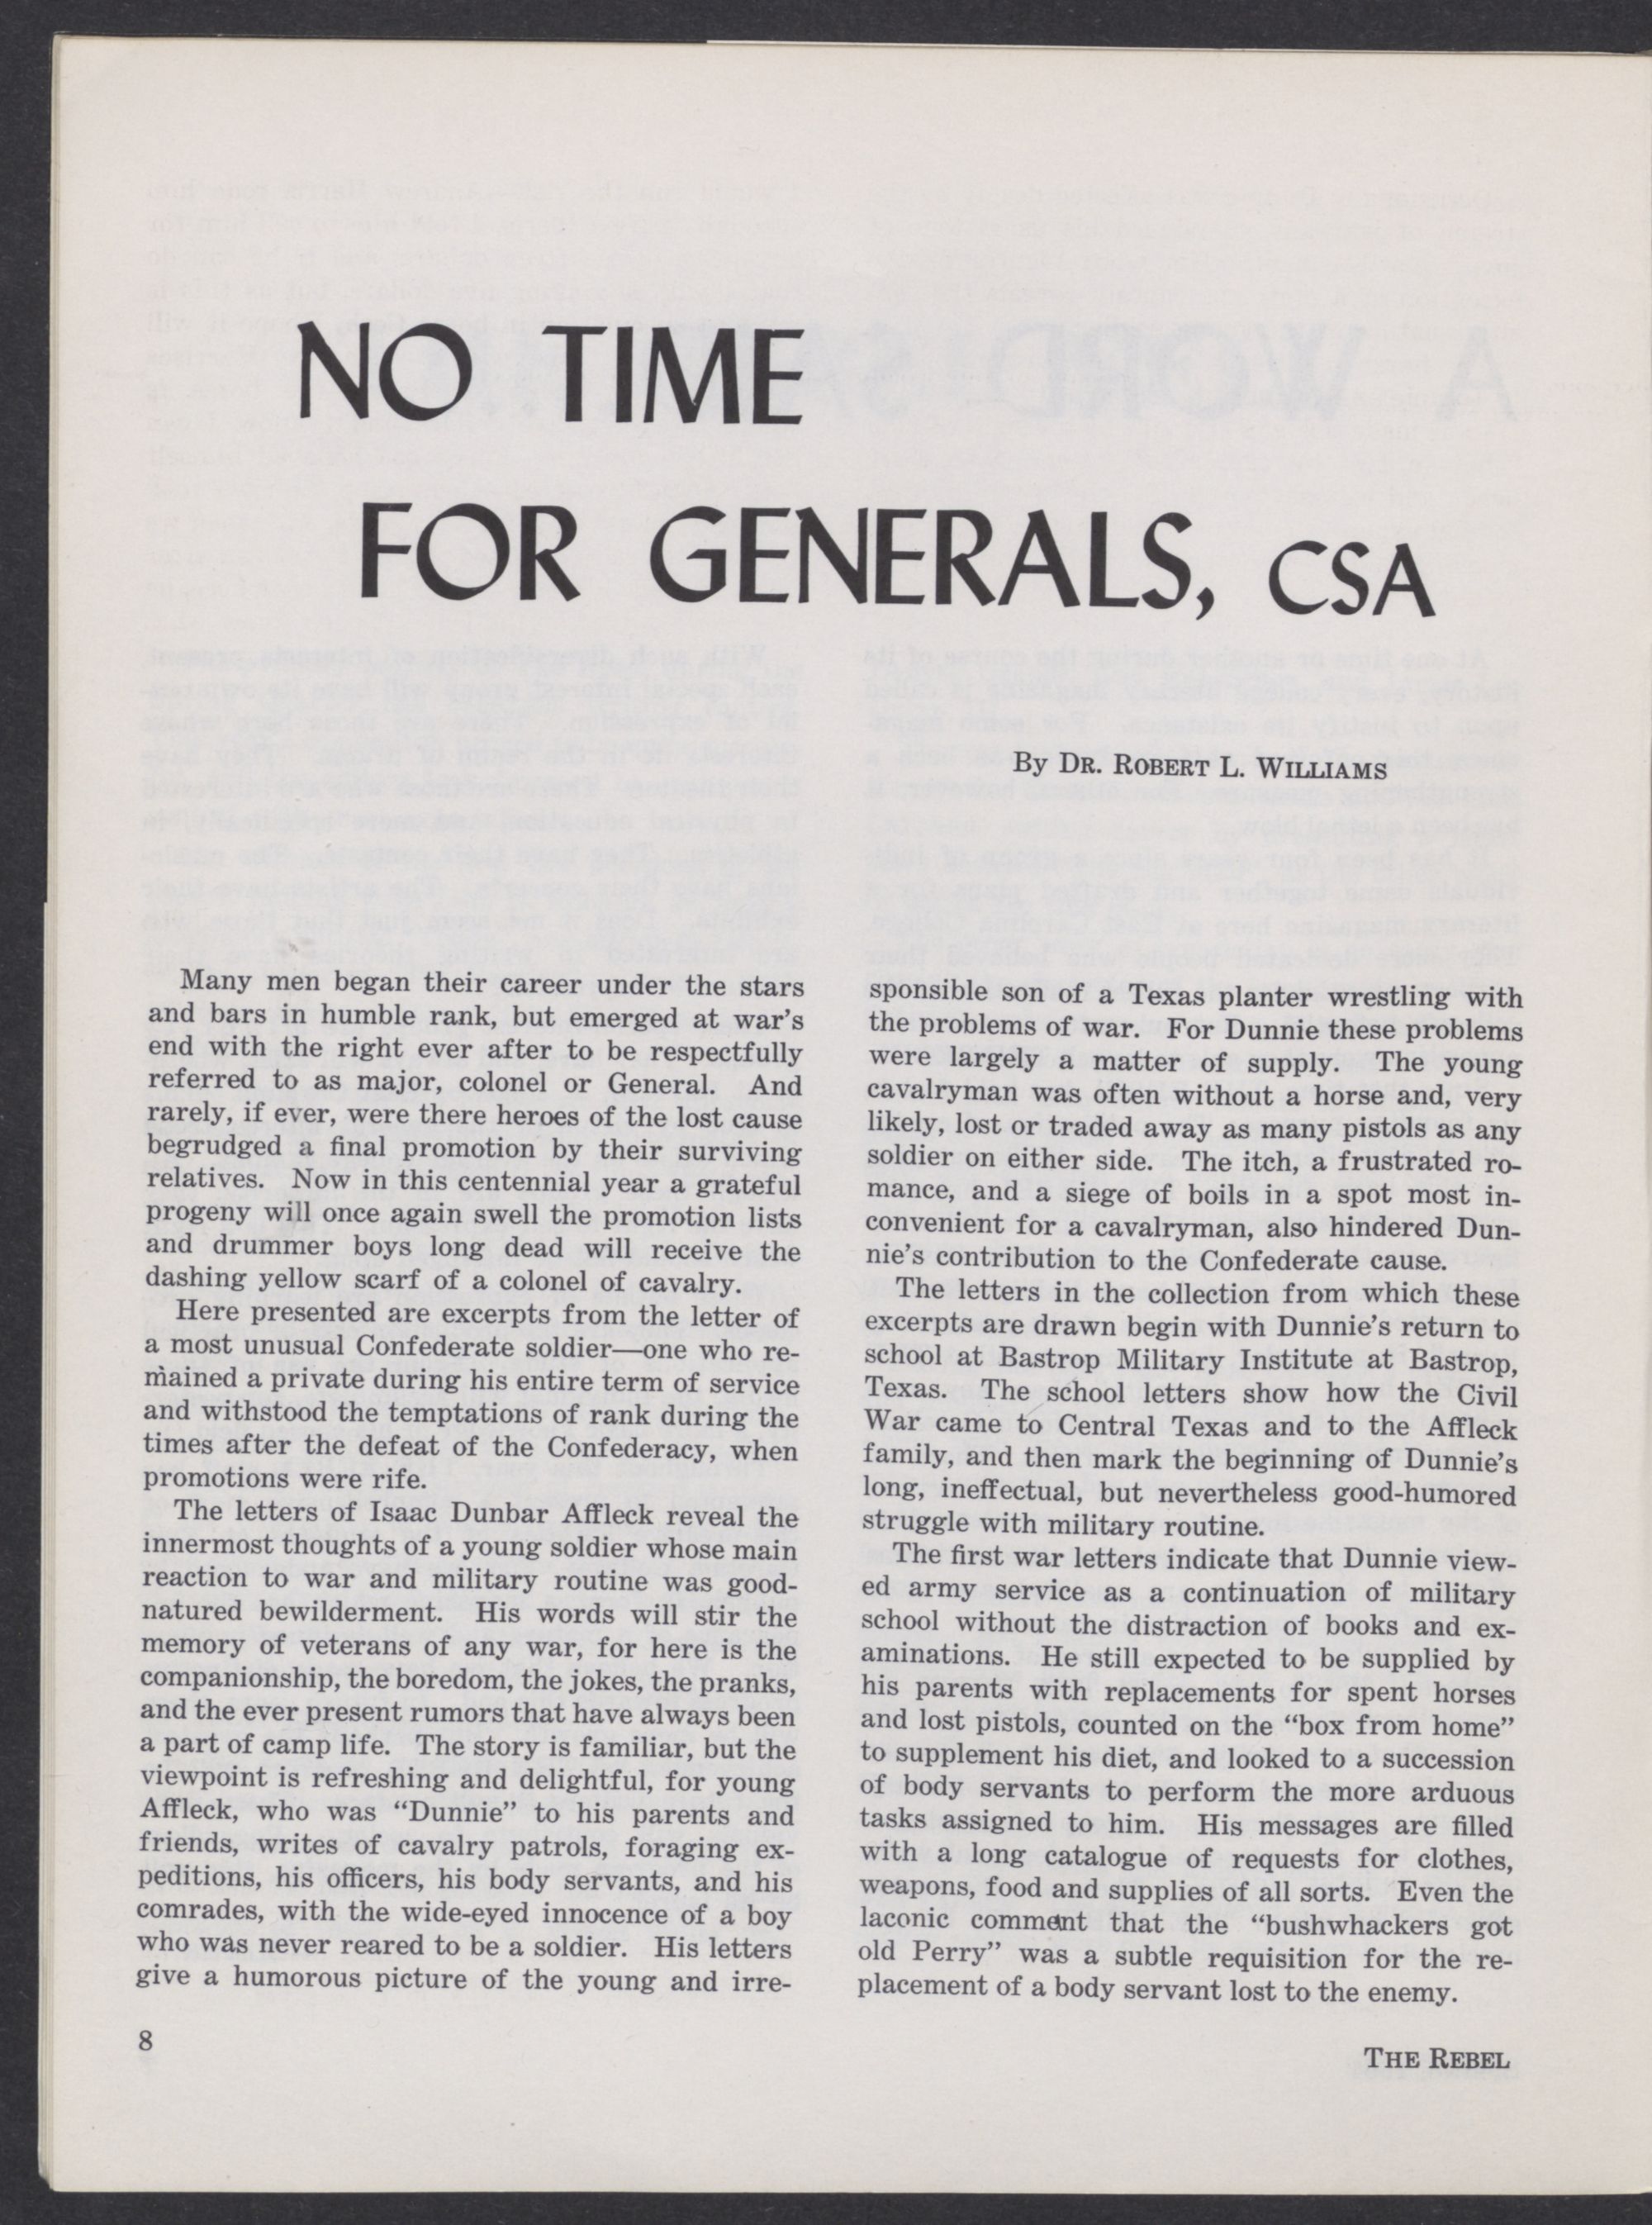 NO TIME
FOR GENERALS, CSA
By DR. ROBERT L. WILLIAMS
Many men began their career under the stars
and bars in humble rank, but emerged at war's
end with the right ever after to be respectfully
referred to as major, colonel or General. And
rarely, if ever, were there heroes of the lost cause
begrudged a final promotion by their surviving
relatives. Now in this centennial year a grateful
progeny will once again swell the promotion lists
and drummer boys long dead will receive the
dashing yellow scarf of a colonel of cavalry.
Here presented are excerpts from the letter of
a most unusual Confederate soldier—one who re-
mained a private during his entire term of service
and withstood the temptations of rank during the
times after the defeat of the Confederacy, when
promotions were rife.
The letters of Isaac Dunbar Affleck reveal the
innermost thoughts of a young soldier whose main
reaction to war and military routine was good-
natured bewilderment. His words will stir the
memory of veterans of any war, for here is the
companionship, the boredom, the jokes, the pranks,
and the ever present rumors that have always been
a part of camp life. The story is familiar, but the
viewpoint is refreshing and delightful, for young
Affleck, who was “Dunnie” to his parents and
friends, writes of cavalry patrols, foraging ex-
peditions, his officers, his body servants, and his
comrades, with the wide-eyed innocence of a boy
who was never reared to be a soldier. His letters
give a humorous picture of the young and irre-
sponsible son of a Texas planter wrestling with
the problems of war. For Dunnie these problems
were largely a matter of supply. The young
cavalryman was often without a horse and, very
likely, lost or traded away as many pistols as any
soldier on either side. The itch, a frustrated ro-
mance, and a siege of boils in a spot most in-
convenient for a cavalryman, also hindered Dun-
nie's contribution to the Confederate cause.
The letters in the collection from which these
excerpts are drawn begin with Dunnie's return to
school at Bastrop Military Institute at Bastrop,
Texas. The school letters show how the Civil
War came to Central Texas and to the Affleck
family, and then mark the beginning of Dunnie's
long, ineffectual, but nevertheless good-humored
struggle with military routine.
The first war letters indicate that Dunnie view-
ed army service as a continuation of military
school without the distraction of books and ex-
aminations. He still expected to be supplied by
his parents with replacements for spent horses
and lost pistols, counted on the “box from home”
to supplement his diet, and looked to a succession
of body servants to perform the more arduous
tasks assigned to him. His messages are filled
with a long catalogue of requests for clothes,
weapons, food and supplies of all sorts. Even the
laconic comment that the “bushwhackers got
old Perry” was a subtle requisition for the re-
placement of a body servant lost to the enemy.
8
THE REBEL